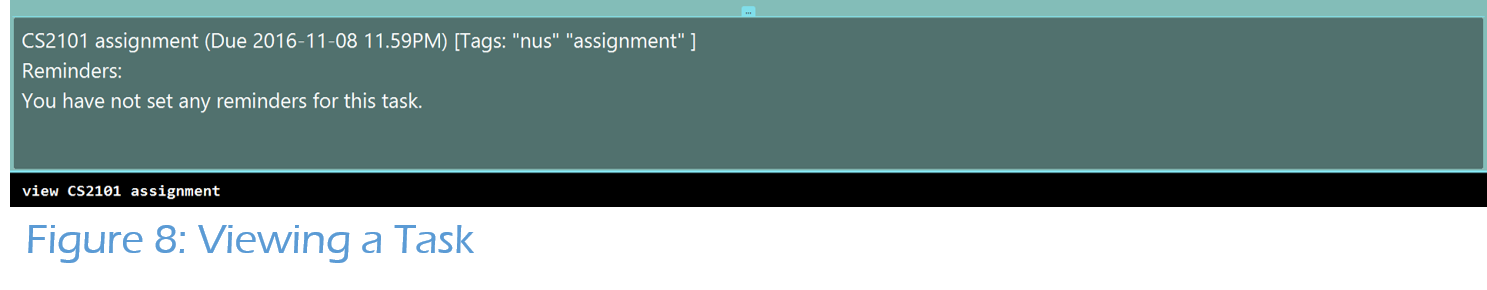 ...
CS2101 assignment (Due 2016-11-08 11.59PM) [Tags: "nus" "assignment" ]
Reminders:
You have not set any reminders for this task.
view CS2101 assignment
Figure 8: Viewing a Task